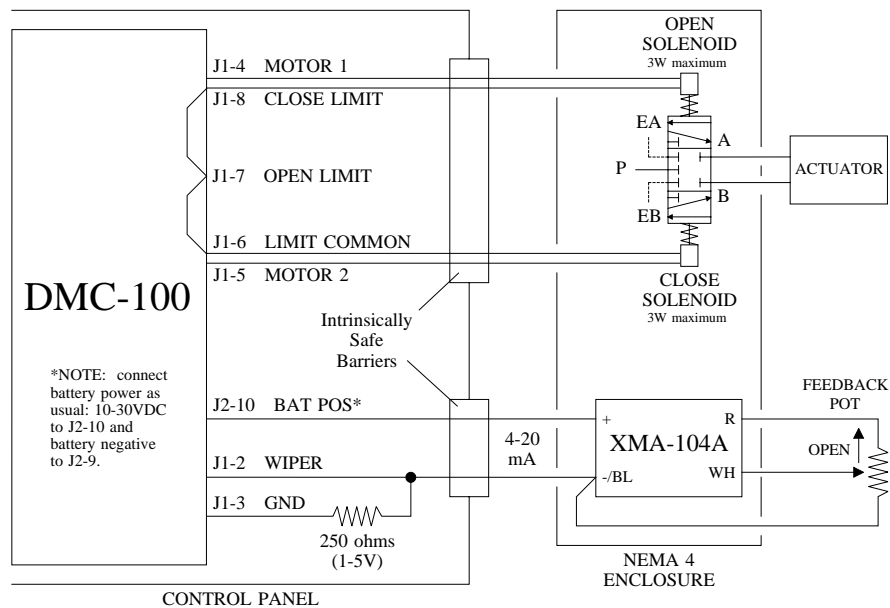 OPEN
SOLENOID
3W maximum
J1-4 MOTOR 1
J1-8 CLOSE LIMIT
EA
A
J1-7 OPEN LIMIT
P
ACTUATOR
B
EB
J1-6 LIMIT COMMON
J1-5 MOTOR 2
CLOSE
SOLENOID
3W maximum
DMC-100
Intrinsically
Safe
Barriers
*NOTE: connect
battery power as
usual: 10-30VDC
to J2-10 and
battery negative
to J2-9.
FEEDBACK
POT
J2-10 BAT POS*
4-20
mA
+
R
XMA-104A
OPEN
J1-2 WIPER
-/BL
WH
J1-3 GND
250 ohms
(1-5V)
NEMA 4
ENCLOSURE
CONTROL PANEL